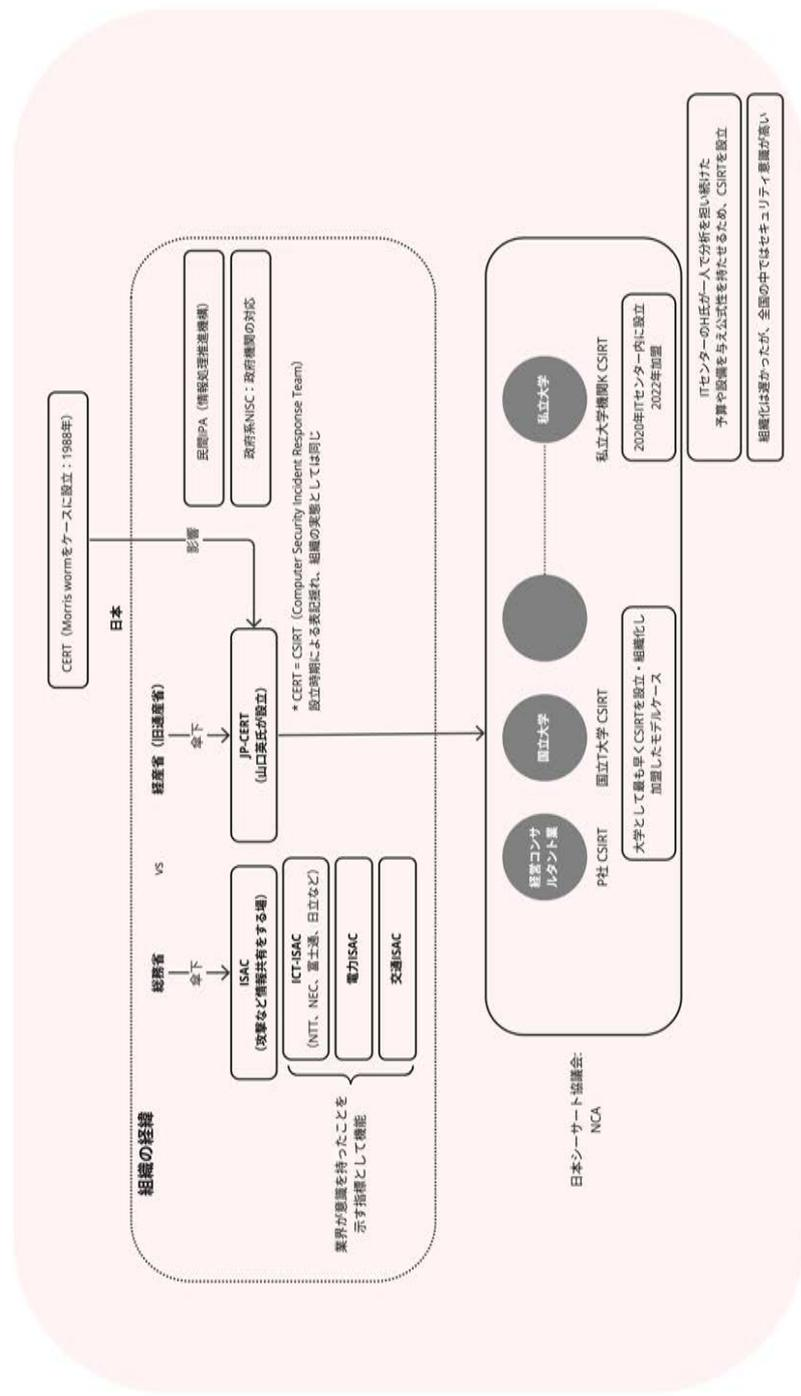 CERT（Morris wormをケースに設立：1988年）
日本
組織の経緯
総務省
vs
経産省（旧通産省）
傘下
傘下
影響
ISAC
（攻撃など情報共有をする場）
ICT-ISAC
（NTT、NEC、富士通、日立など）
電力ISAC
交通ISAC
業界が意識を持ったことを
示す指標として機能
JP-CERT
（山口英氏が設立）
民間IPA（情報処理推進機構）
政府系NISC：政府機関の対応
* CERT = CSIRT（Computer Security Incident Response Team）
設立時期による表記揺れ、組織の実態としては同じ
日本シーサート協議会:
NCA
経営コンサ
ルタント業
P社 CSIRT
国立大学
国立T大学 CSIRT
大学として最も早くCSIRTを設立・組織化し
加盟したモデルケース
私立大学
私立大学機関K CSIRT
2020年ITセンター内に設立
2022年加盟
ITセンターのH氏が一人で分析を担い続けた
予算や設備を与え公式性を持たせるため、CSIRTを設立
組織化は遅かったが、全国の中ではセキュリティ意識が高い